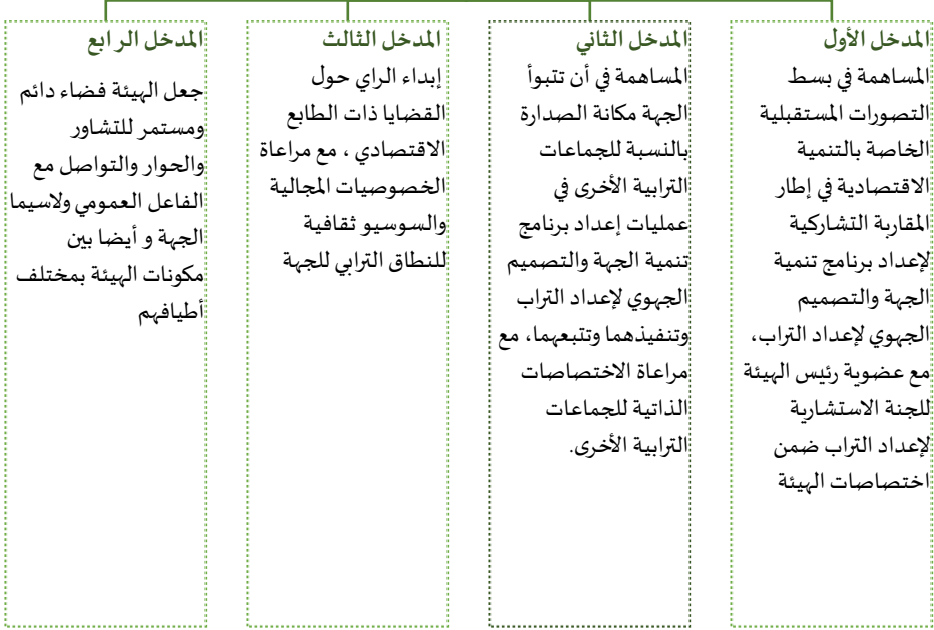 المدخل الأول
المساهمة في بسط
التصورات المستقبلية
الخاصة بالتنمية
الاقتصادية في إطار
المقاربة التشاركية
لإعداد برنامج تنمية
الجهة والتصميم
الجهوي لإعداد التراب،
مع عضوية رئيس الهيئة
للجنة الاستشارية
لإعداد التراب ضمن
اختصاصات الهيئة
المدخل الثاني
المساهمة في أن تتبوأ
الجهة مكانة الصدارة
بالنسبة للجماعات
الترابية الأخرى في
عمليات إعداد برنامج
تنمية الجهة والتصميم
الجهوي لإعداد التراب
وتنفيذهما وتتبعهما، مع
مراعاة الاختصاصات
الذاتية للجماعات
الترابية الأخرى.
المدخل الثالث
إبداء الراي حول
القضايا ذات الطابع
الاقتصادي ، مع مراعاة
الخصوصيات المجالية
والسوسيو ثقافية
للنطاق الترابي للجهة
المدخل الر ابع
جعل الهيئة فضاء دائم
ومستمر للتشاور
والحوار والتواصل مع
الفاعل العمومي ولاسيما
الجهة و أيضا بين
مكونات الهيئة بمختلف
أطيافهم